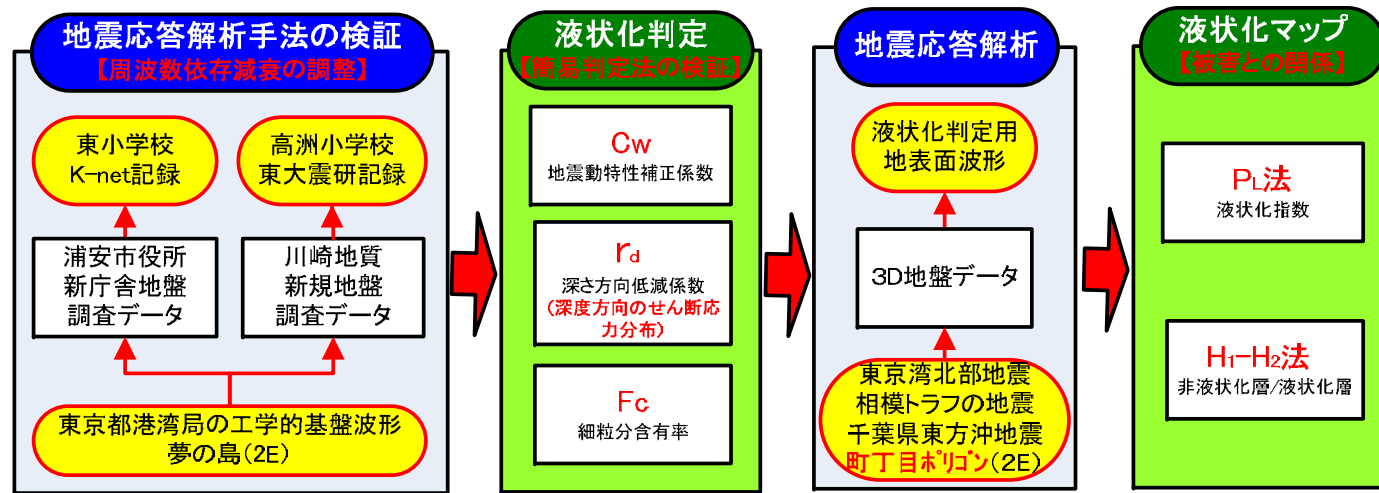 地震応答解析手法の検証
【周波数依存減衰の調整】
東小学校
K-net記録
高洲小学校
東大震研記録
浦安市役所
新庁舎地盤
調査データ
川崎地質
新規地盤
調査データ
東京都港湾局の工学的基盤波形
夢の島(2E)
液状化判定
【簡易判定法の検証】
Cw
地震動特性補正係数
rd
深さ方向低減係数
(深度方向のせん断応
力分布)
Fc
細粒分含有率
地震応答解析
液状化判定用
地表面波形
3D地盤データ
東京湾北部地震
相模トラフの地震
千葉県東方沖地震
町丁目ポリゴン(2E)
液状化マップ
【被害との関係】
PL法
液状化指数
H1-H2法
非液状化層/液状化層